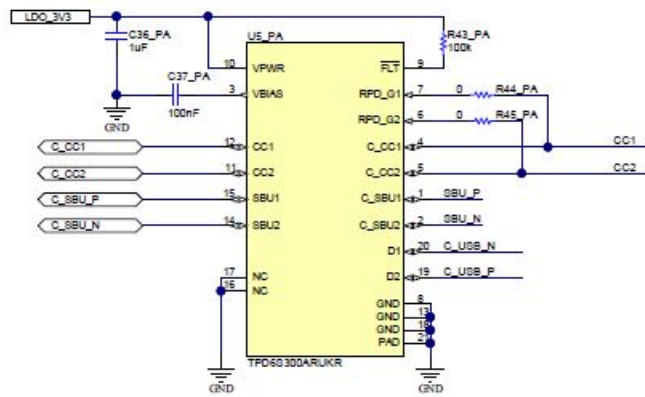 LDO_3V3
C36_PA
1uF
U5_PA
R43_PA
100k
C37_PA
100nF
GND
10 VPWR
3 VBIAS
FLT 9
RPD_G1 7 0 R44_PA
RPD_G2 6 0 R45_PA
C_CC1 12 CC1
C_CC1 4 CC1
C_CC2 11 CC2
C_CC2 5 CC2
C_SBU_P 15 SBU1
C_SBU1 1 SBU_P
C_SBU_N 14 SBU2
C_SBU2 2 SBU_N
D1 20 C_USB_N
D2 19 C_USB_P
17 NC
16 NC
GND 8
GND 13
GND 18
PAD 21
TPD6S300ARUKR
GND
GND